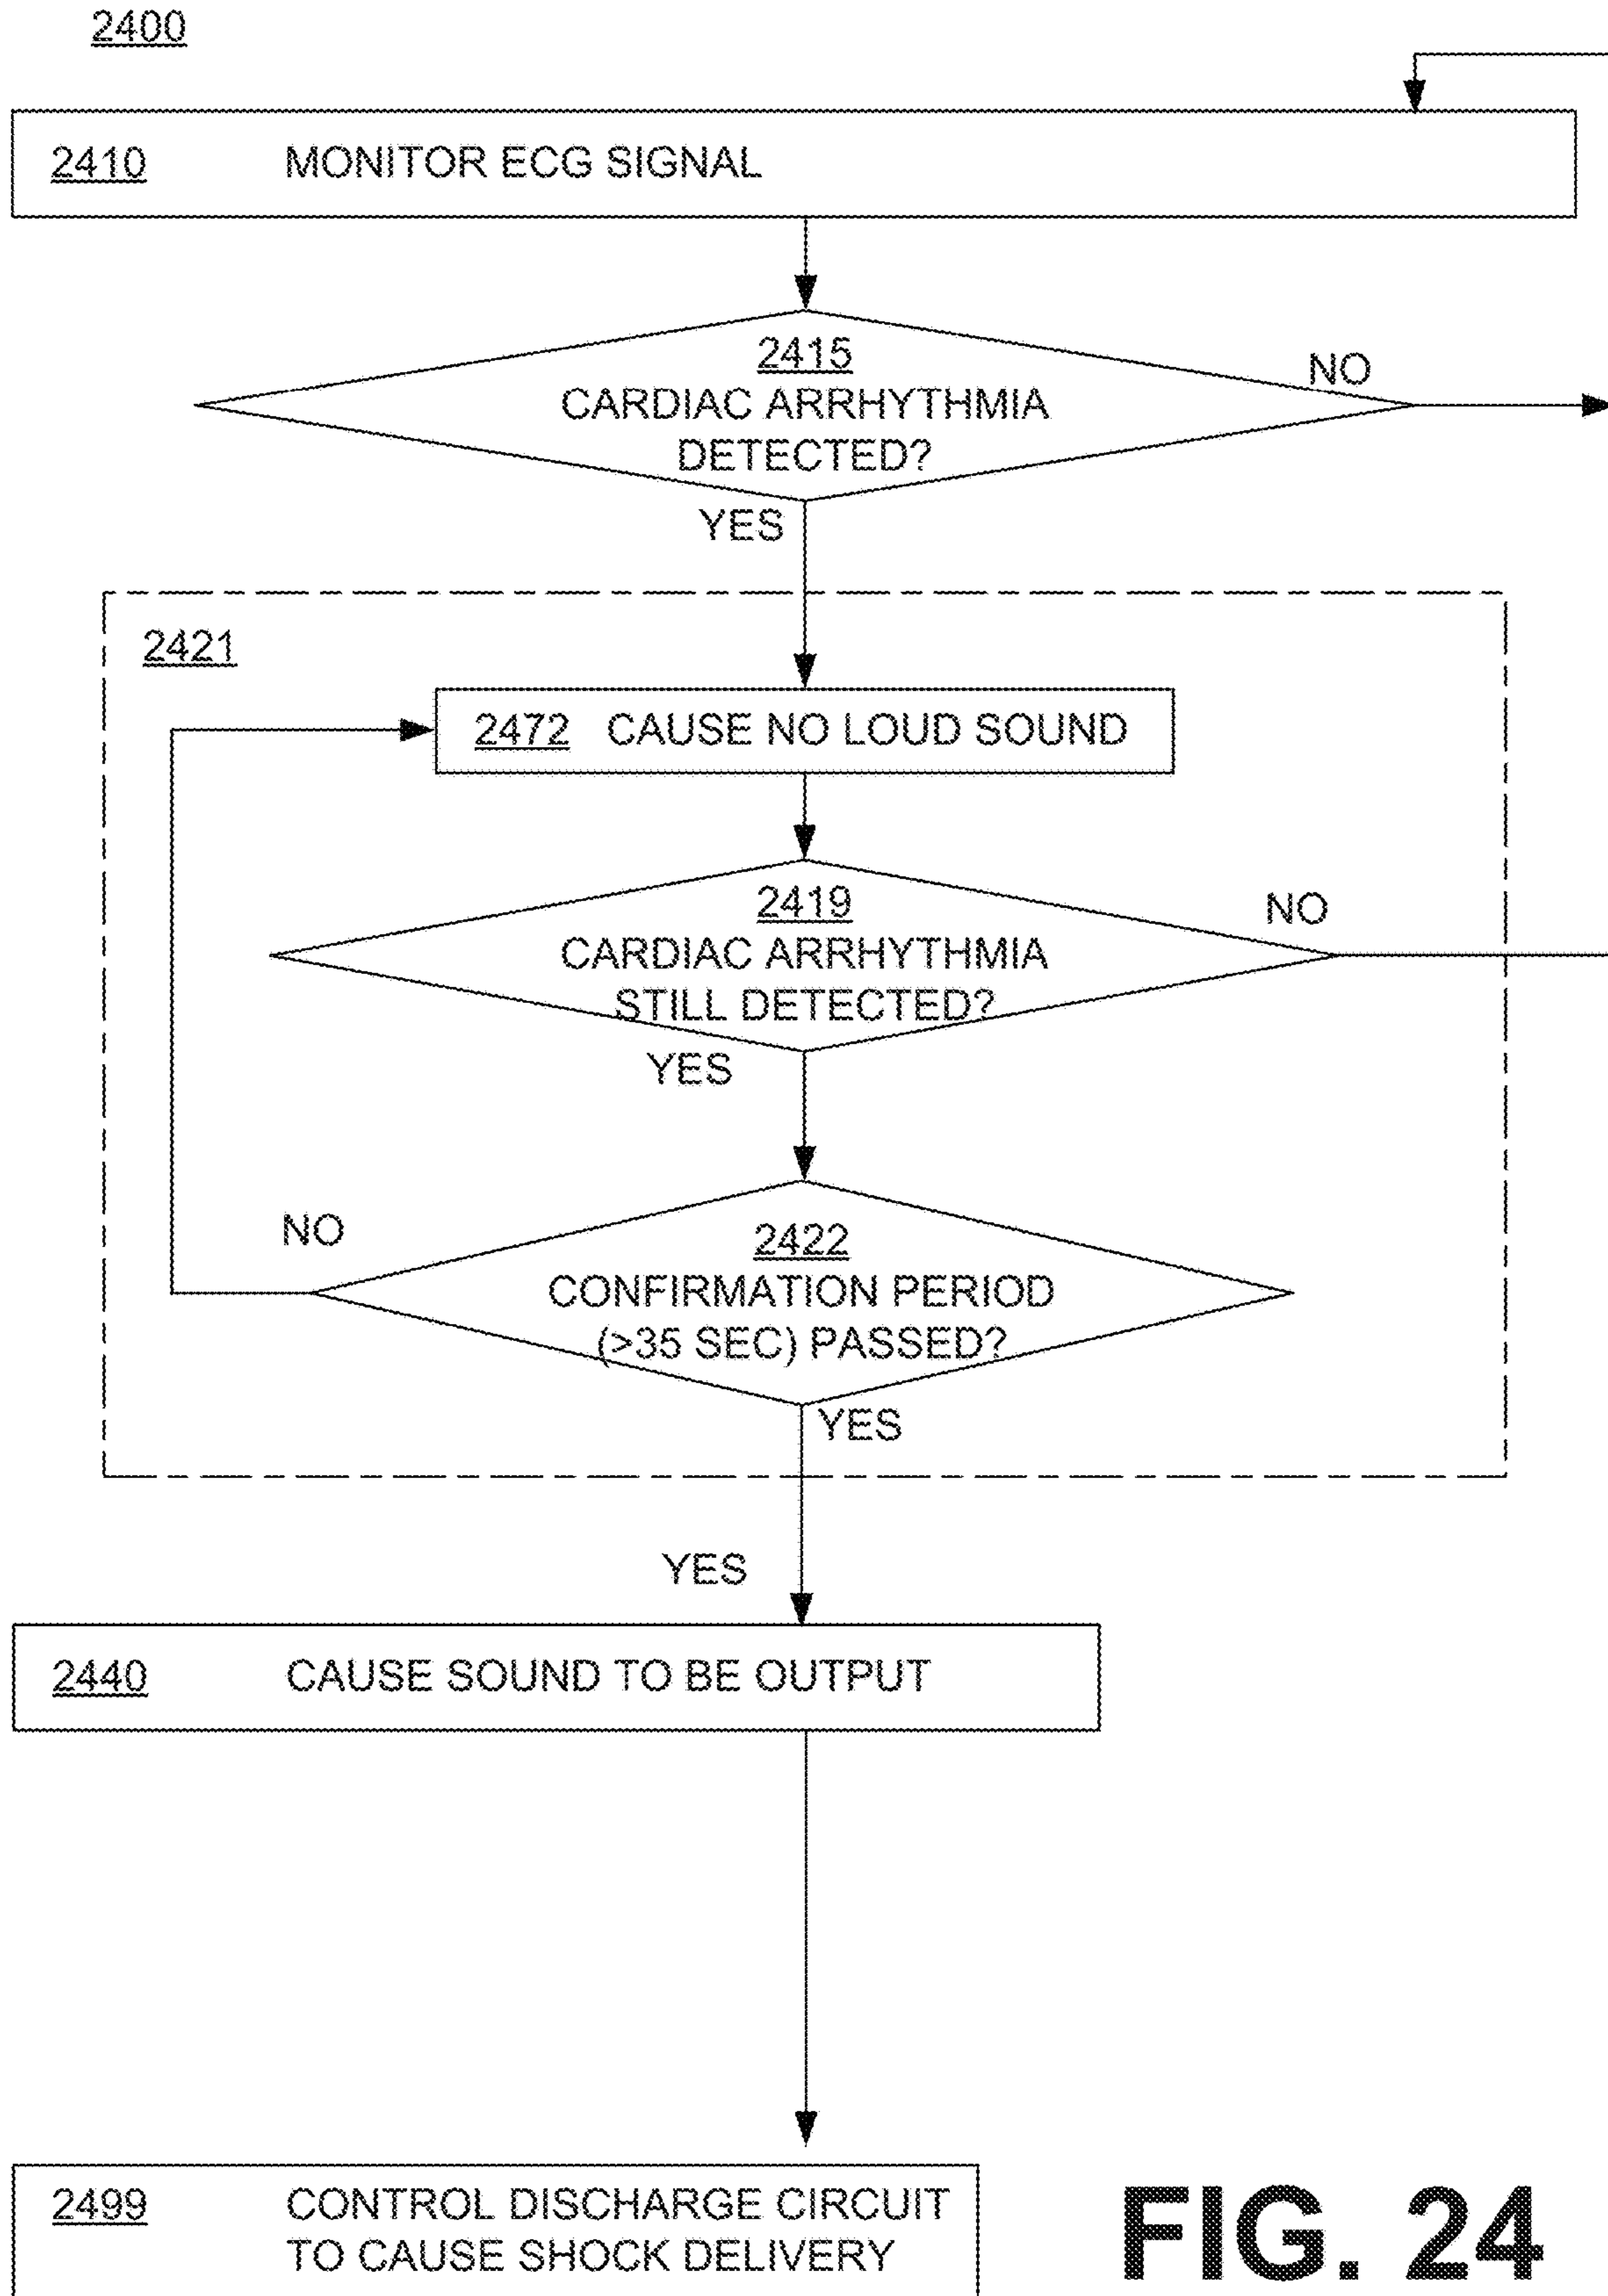 2400
2410 MONITOR ECG SIGNAL
2415
CARDIAC ARRHYTHMIA
DETECTED?
NO
YES
2421
2472 CAUSE NO LOUD SOUND
2419
CARDIAC ARRHYTHMIA
STILL DETECTED?
NO
YES
2422
CONFIRMATION PERIOD
(>35 SEC) PASSED?
NO
YES
YES
2440 CAUSE SOUND TO BE OUTPUT
2499 CONTROL DISCHARGE CIRCUIT
TO CAUSE SHOCK DELIVERY
FIG. 24